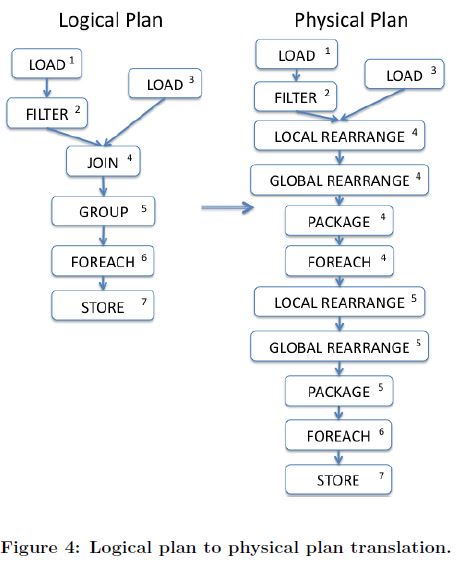 Logical Plan
LOAD 1
FILTER 2
LOAD 3
JOIN 4
GROUP 5
FOREACH 6
STORE 7
Physical Plan
LOAD 1
FILTER 2
LOAD 3
LOCAL REARRANGE 4
GLOBAL REARRANGE 4
PACKAGE 4
FOREACH 4
LOCAL REARRANGE 5
GLOBAL REARRANGE 5
PACKAGE 5
FOREACH 6
STORE 7
Figure 4: Logical plan to physical plan translation.